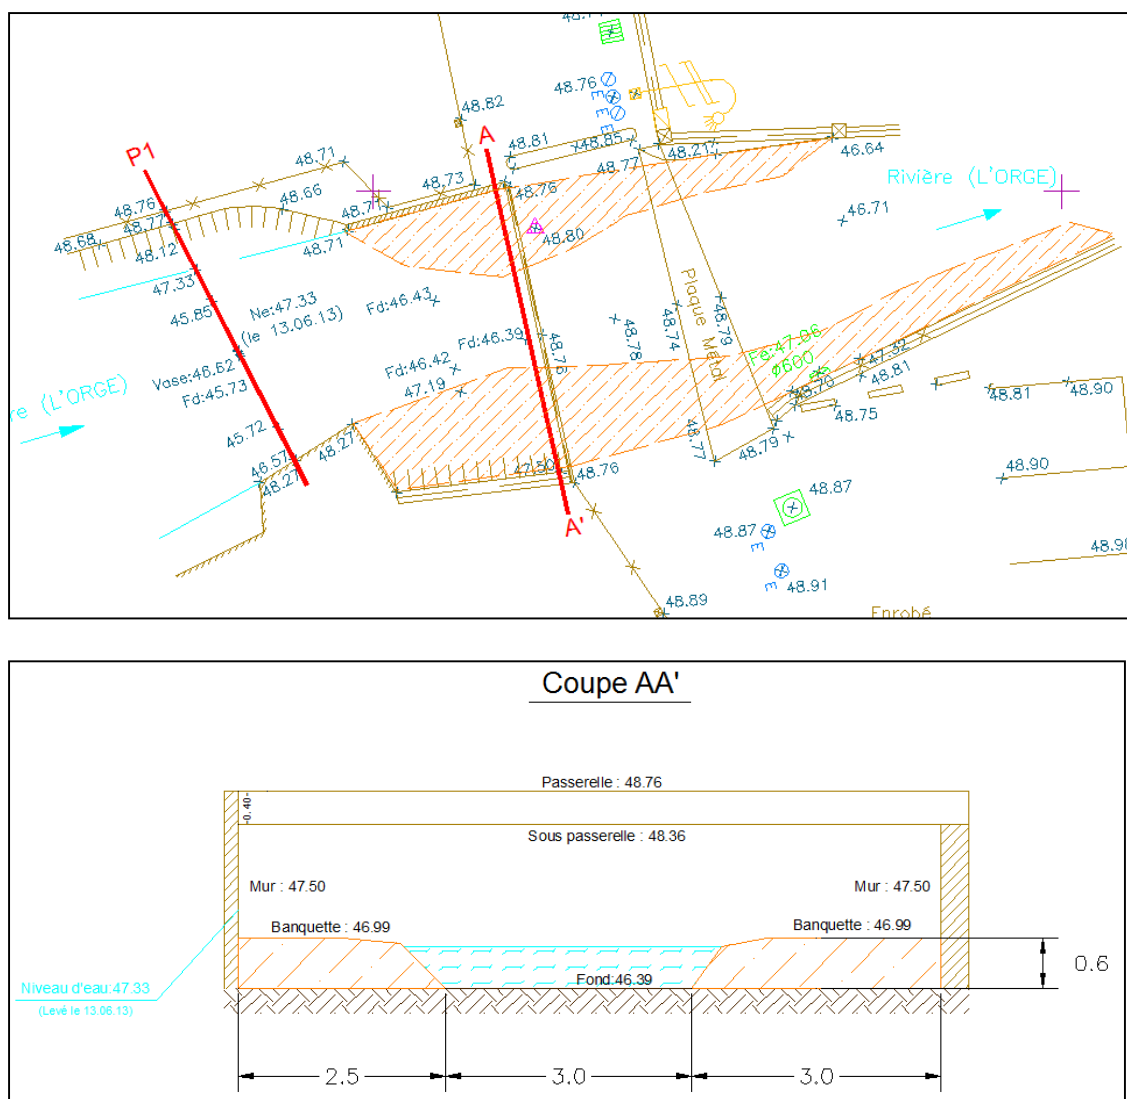 48.76
E
E
E
48.82
A
48.81
48.85
48.77
48.21
46.64
P1
48.71
48.73
48.76
Rivière (L'ORGE)
48.66
48.71
48.76
48.77
46.71
48.68
48.71
48.80
48.12
47.33
Ne:47.33
(le 13.06.13)
Fd:46.43
45.85
Plaque Métal
48.79
48.74
48.78
Fd:46.39
48.76
Vase:46.62
Fd:45.73
Fd:46.42
47.19
Fe:47.06
ø600
47.32
48.81
48.70
48.75
48.81
48.90
re (L'ORGE)
45.72
48.27
46.57
48.27
48.77
48.79
47.50
48.76
48.90
48.87
A'
48.87
E
48.98
48.91
E
48.89
Enrobé
Coupe AA'
Passerelle : 48.76
0.40
Sous passerelle : 48.36
Mur : 47.50
Mur : 47.50
Banquette : 46.99
Banquette : 46.99
0.6
Fond:46.39
Niveau d'eau:47.33
(Levé le 13.06.13)
2.5
3.0
3.0